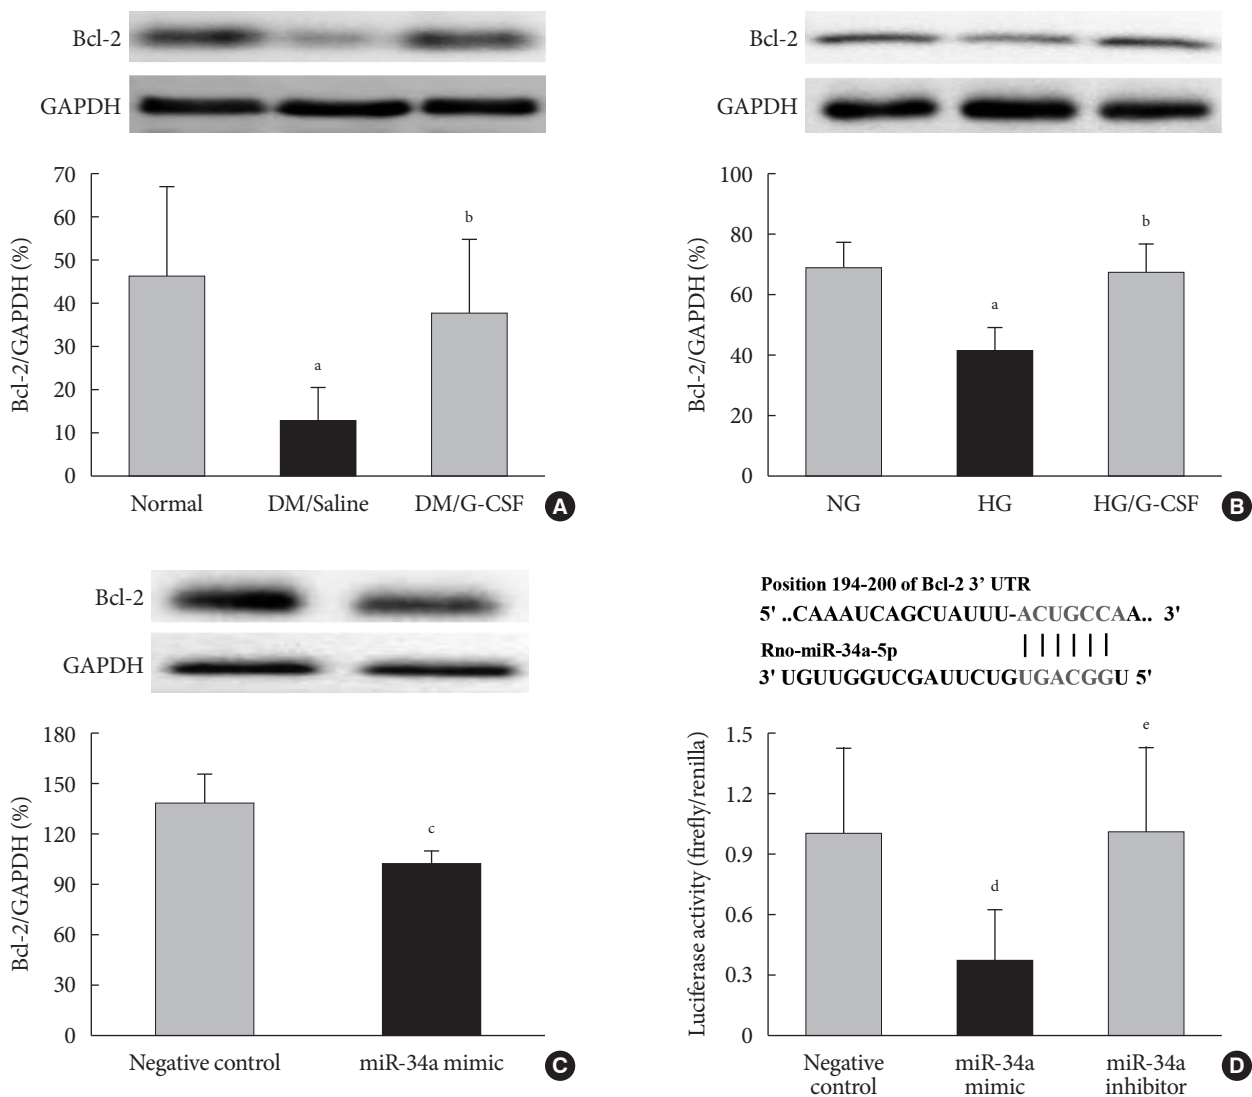 Bcl-2
GAPDH
70
60
50
40
30
20
10
0
Bcl-2/GAPDH (%)
a
b
Normal DM/Saline DM/G-CSF
A
Bcl-2
GAPDH
100
80
60
40
20
0
Bcl-2/GAPDH (%)
a
b
NG HG HG/G-CSF
B
Bcl-2
GAPDH
180
150
120
90
60
30
0
Bcl-2/GAPDH (%)
c
Negative control miR-34a mimic
C
Position 194-200 of Bcl-2 3' UTR
5' ..CAAAUCAGCUAUUU-ACUGCCAA.. 3'
Rno-miR-34a-5p
3' UGUUGGUCGAUUCUGUGACGGU 5'
1.5
1.2
0.9
0.6
0.3
0
Luciferase activity (firefly/renilla)
d
e
Negative miR-34a miR-34a
control mimic inhibitor
D